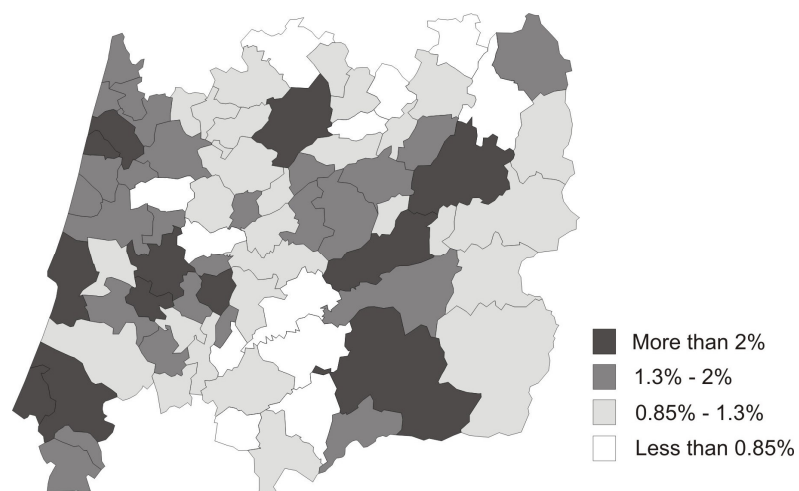 More than 2%
1.3% - 2%
0.85% - 1.3%
Less than 0.85%